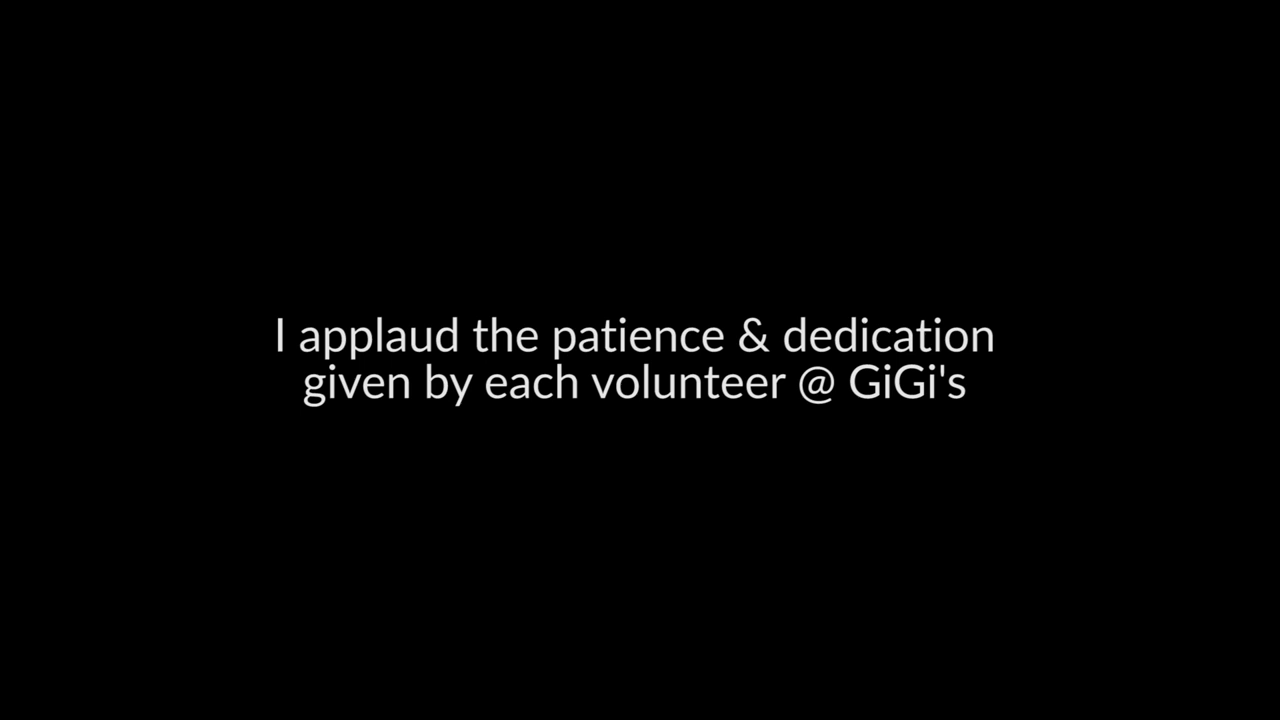 I applaud the patience & dedication
given by each volunteer @ GiGi's